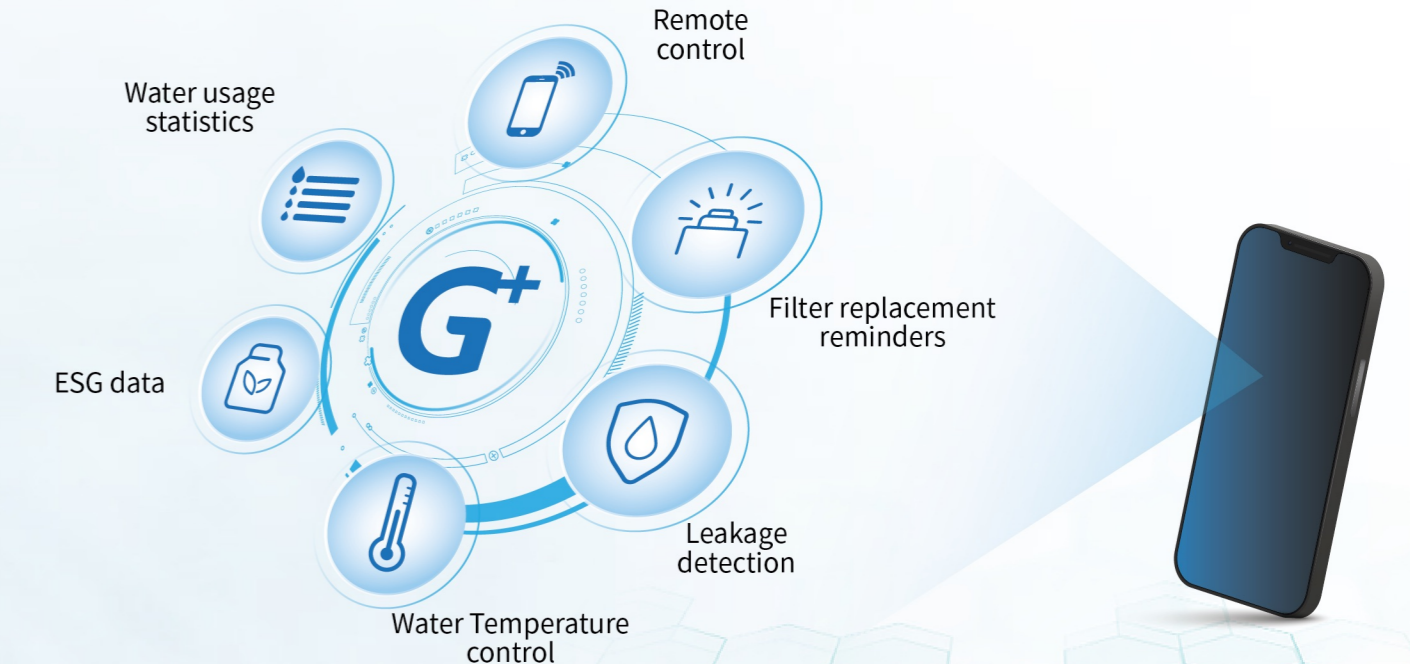 Remote
control
Water usage
statistics
G+
Filter replacement
reminders
ESG data
Leakage
detection
Water Temperature
control